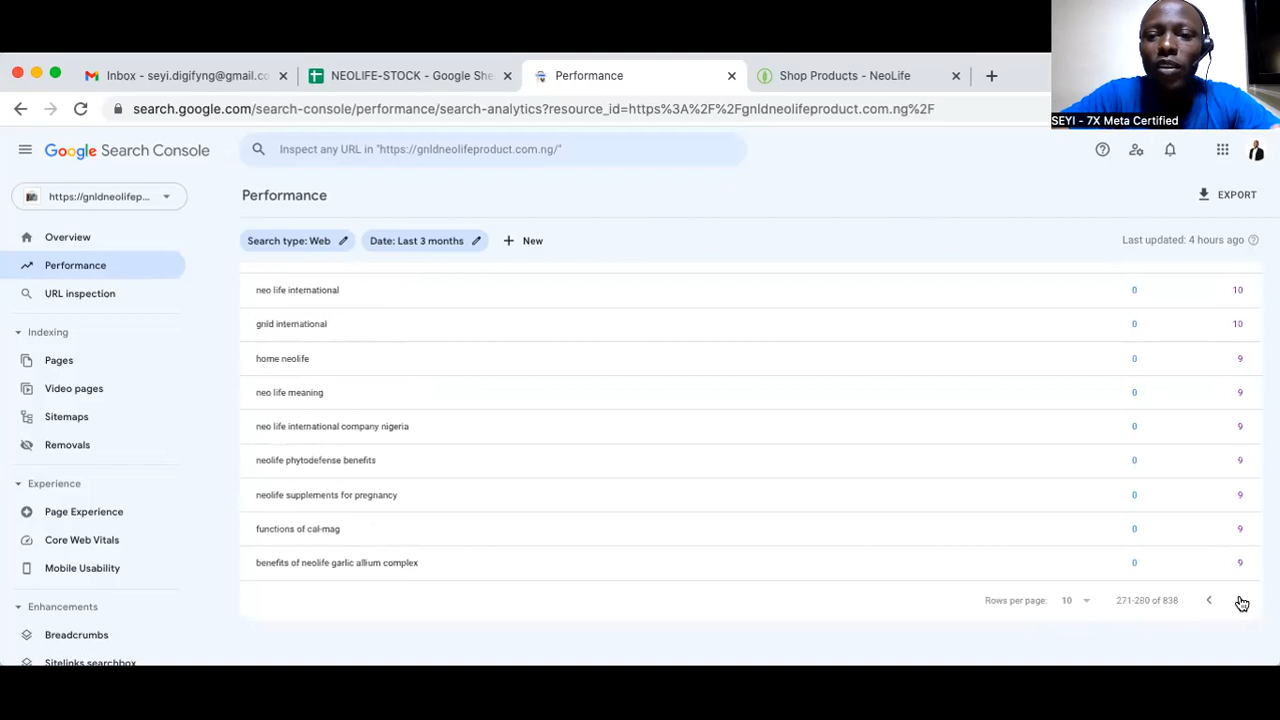 Inbox - seyi.digifyng@gmail.co
NEOLIFE-STOCK - Google She
Performance
Shop Products - NeoLife
search.google.com/search-console/performance/search-analytics?resource_id=https%3A%2F%2Fgnldneolifeproduct.com.ng%2F
SEYI - 7X Meta Certified
Google Search Console
Inspect any URL in "https://gnldneolifeproduct.com.ng/"
https://gnldneolifep...
Performance
EXPORT
Overview
Performance
URL inspection
Indexing
Pages
Video pages
Sitemaps
Removals
Experience
Page Experience
Core Web Vitals
Mobile Usability
Enhancements
Breadcrumbs
Sitelinks searchbox
Search type: Web
Date: Last 3 months
New
Last updated: 4 hours ago
neo life international 0 10
gnld international 0 10
home neolife 0 9
neo life meaning 0 9
neo life international company nigeria 0 9
neolife phytodefense benefits 0 9
neolife supplements for pregnancy 0 9
functions of cal-mag 0 9
benefits of neolife garlic allium complex 0 9
Rows per page: 10 271-280 of 838